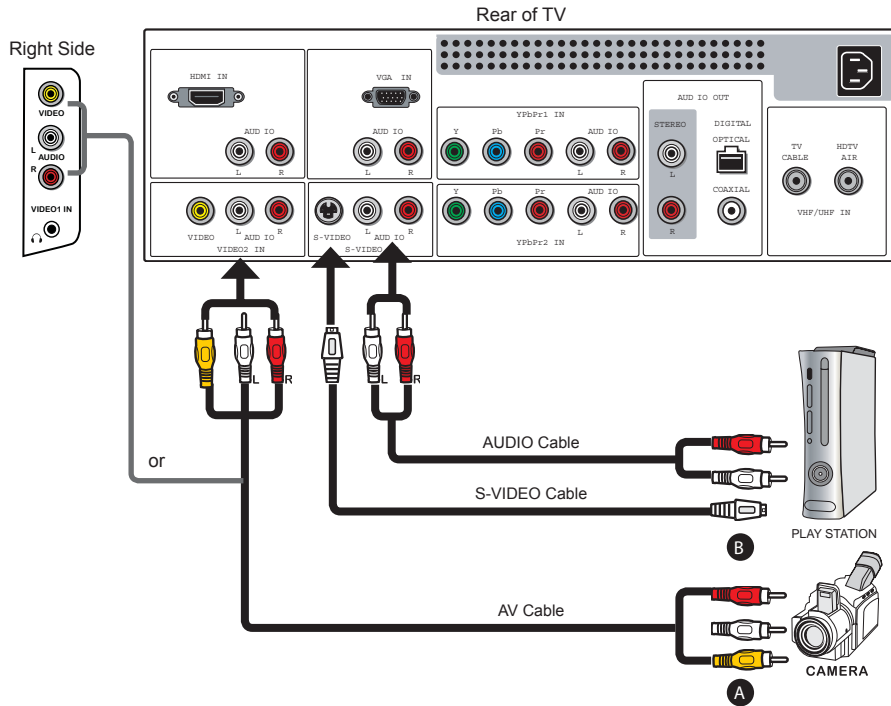 Rear of TV
Right Side
VIDEO
L
AUDIO
R
VIDEO1 IN
HDMI IN
AUD IO
L R
VGA IN
AUD IO
L R
YPbPr1 IN
Y Pb Pr AUD IO
L R
AUD IO OUT
STEREO
L
R
DIGITAL
OPTICAL
COAXIAL
TV
CABLE
HDTV
AIR
VHF/UHF IN
VIDEO L AUD IO R
VIDEO2 IN
S-VIDEO L AUD IO R
S-VIDEO
Y Pb Pr AUD IO
L R
YPbPr2 IN
L R
L R
or
AUDIO Cable
S-VIDEO Cable
B
PLAY STATION
AV Cable
A
CAMERA